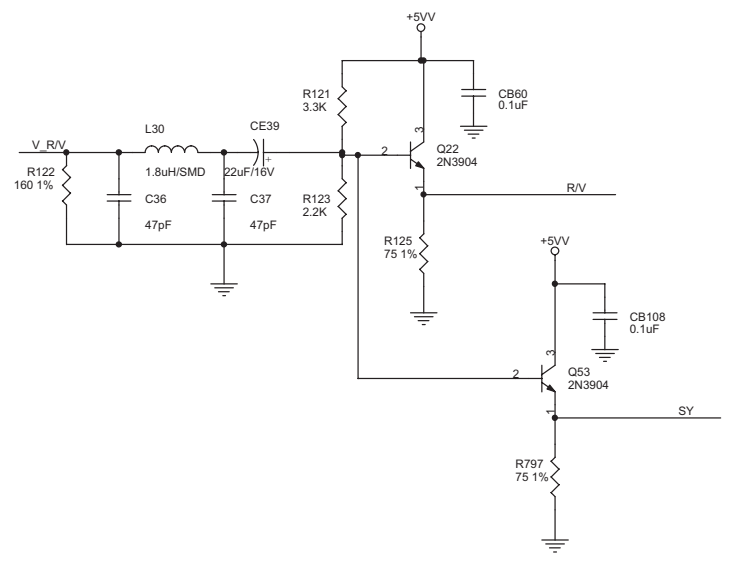 +5VV
R121
3.3K
CB60
0.1uF
3
L30
CE39
V_R/V
2
Q22
2N3904
+
R122
160 1%
1.8uH/SMD
22uF/16V
1
R/V
C36
C37
R123
2.2K
47pF
47pF
R125
75 1%
+5VV
CB108
0.1uF
3
2
Q53
2N3904
1
SY
R797
75 1%